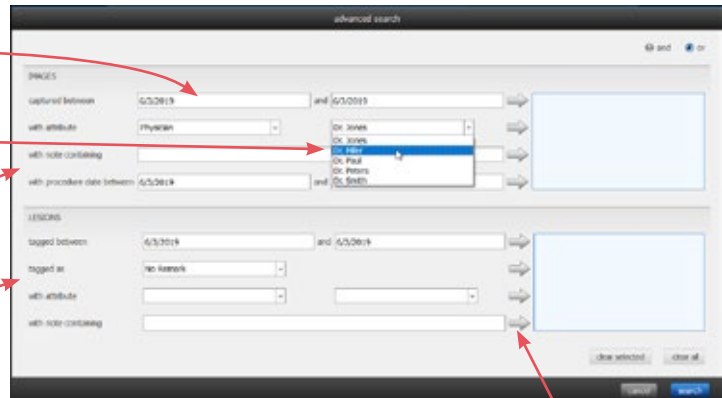 advanced search
and or
IMAGES
captured between 6/3/2019 and 6/3/2019
with attribute Physician Dr. Jones
Dr. Jones
Dr. Miller
Dr. Paul
Dr. Peters
Dr. Smith
with note containing
with procedure date between 6/3/2019 and
LESIONS
tagged between 6/3/2019 and 6/3/2019
tagged as No Remark
with attribute
with note containing
clear selected clear all
cancel search